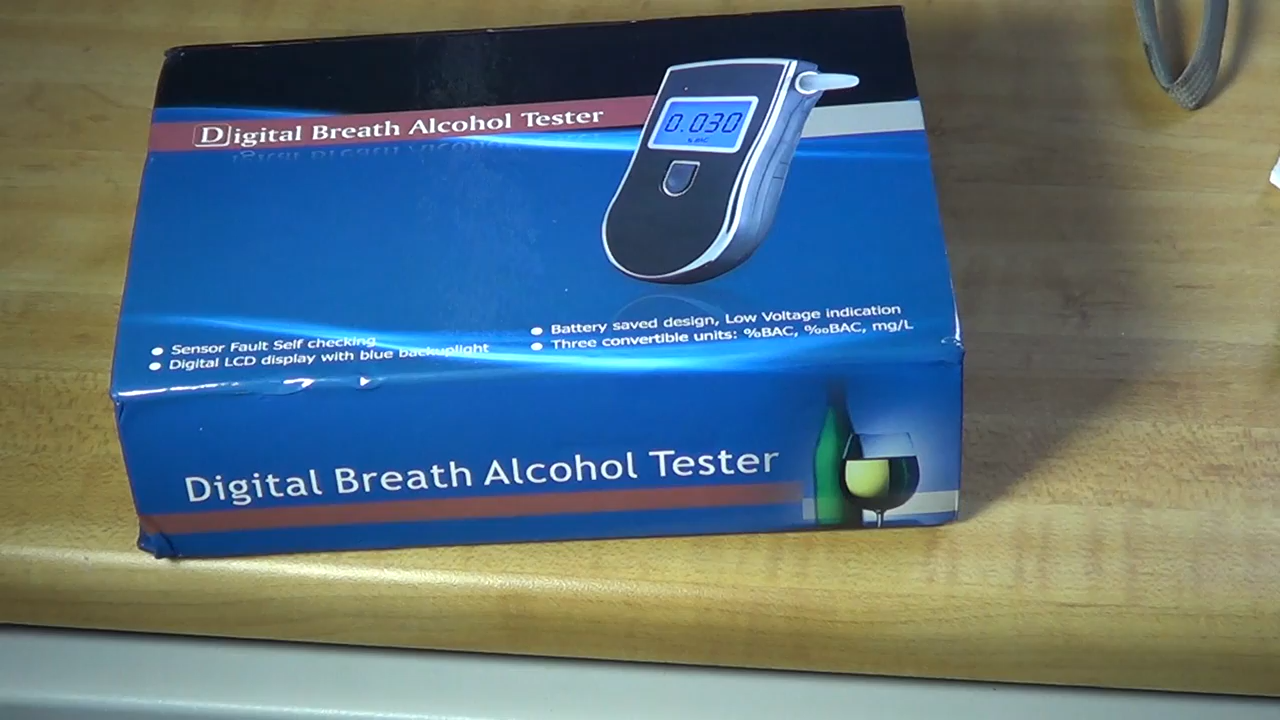 Digital Breath Alcohol Tester
0.030
%BAC
Sensor Fault Self checking
Digital LCD display with blue backuplight
Battery saved design, Low Voltage indication
Three convertible units: %BAC, ‰BAC, mg/L
Digital Breath Alcohol Tester